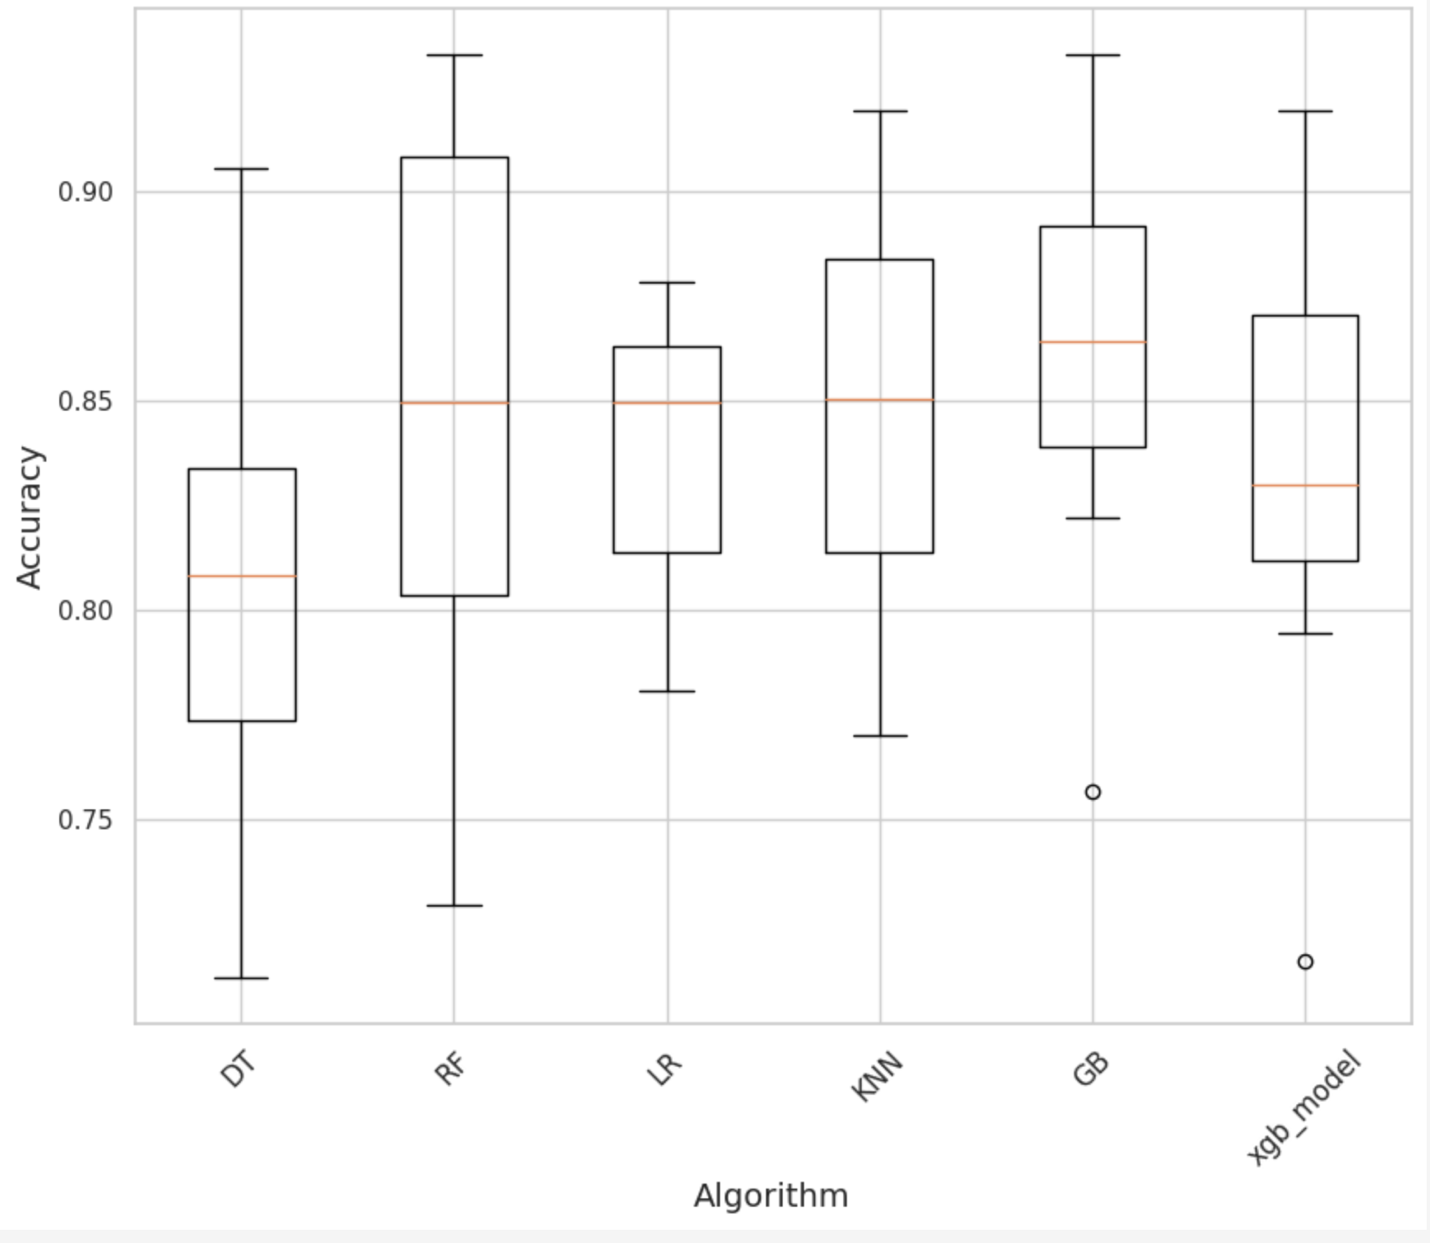 Accuracy
0.90
0.85
0.80
0.75
DT
RF
LR
KNN
GB
xgb_model
Algorithm